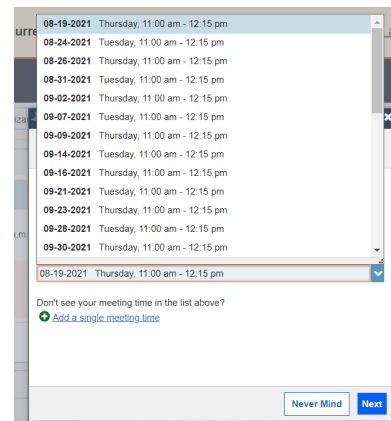 urre
08-19-2021 Thursday, 11:00 am - 12:15 pm
08-24-2021 Tuesday, 11:00 am - 12:15 pm
08-26-2021 Thursday, 11:00 am - 12:15 pm
08-31-2021 Tuesday, 11:00 am - 12:15 pm
09-02-2021 Thursday, 11:00 am - 12:15 pm
09-07-2021 Tuesday, 11:00 am - 12:15 pm
iza
09-09-2021 Thursday, 11:00 am - 12:15 pm
09-14-2021 Tuesday, 11:00 am - 12:15 pm
09-16-2021 Thursday, 11:00 am - 12:15 pm
09-21-2021 Tuesday, 11:00 am - 12:15 pm
09-23-2021 Thursday, 11:00 am - 12:15 pm
a.m.
09-28-2021 Tuesday, 11:00 am - 12:15 pm
09-30-2021 Thursday, 11:00 am - 12:15 pm
08-19-2021 Thursday, 11:00 am - 12:15 pm
Don't see your meeting time in the list above?
Add a single meeting time
Never Mind Next